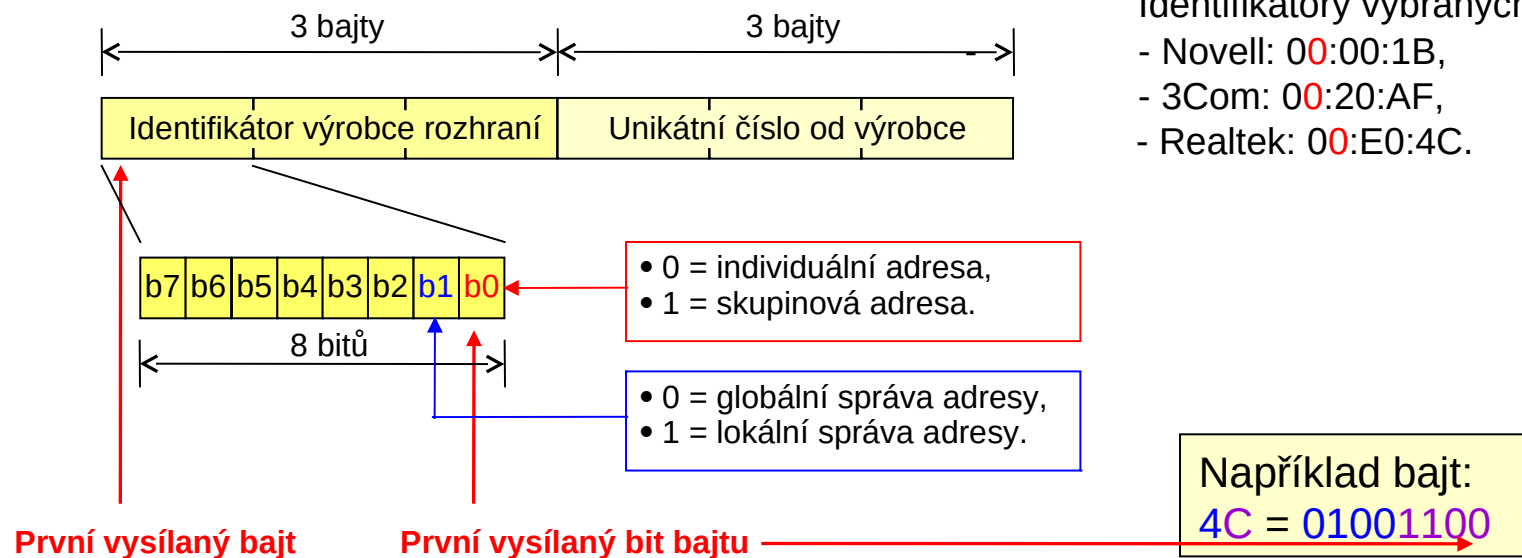 3 bajty
3 bajty
-
Identifikátor výrobce rozhraní
Unikátní číslo od výrobce
Identifikátory vybraných
- Novell: 00:00:1B,
- 3Com: 00:20:AF,
- Realtek: 00:E0:4C.
b7 b6 b5 b4 b3 b2 b1 b0
8 bitů
• 0 = individuální adresa,
• 1 = skupinová adresa.
• 0 = globální správa adresy,
• 1 = lokální správa adresy.
První vysílaný bajt
První vysílaný bit bajtu
Například bajt:
4C = 01001100